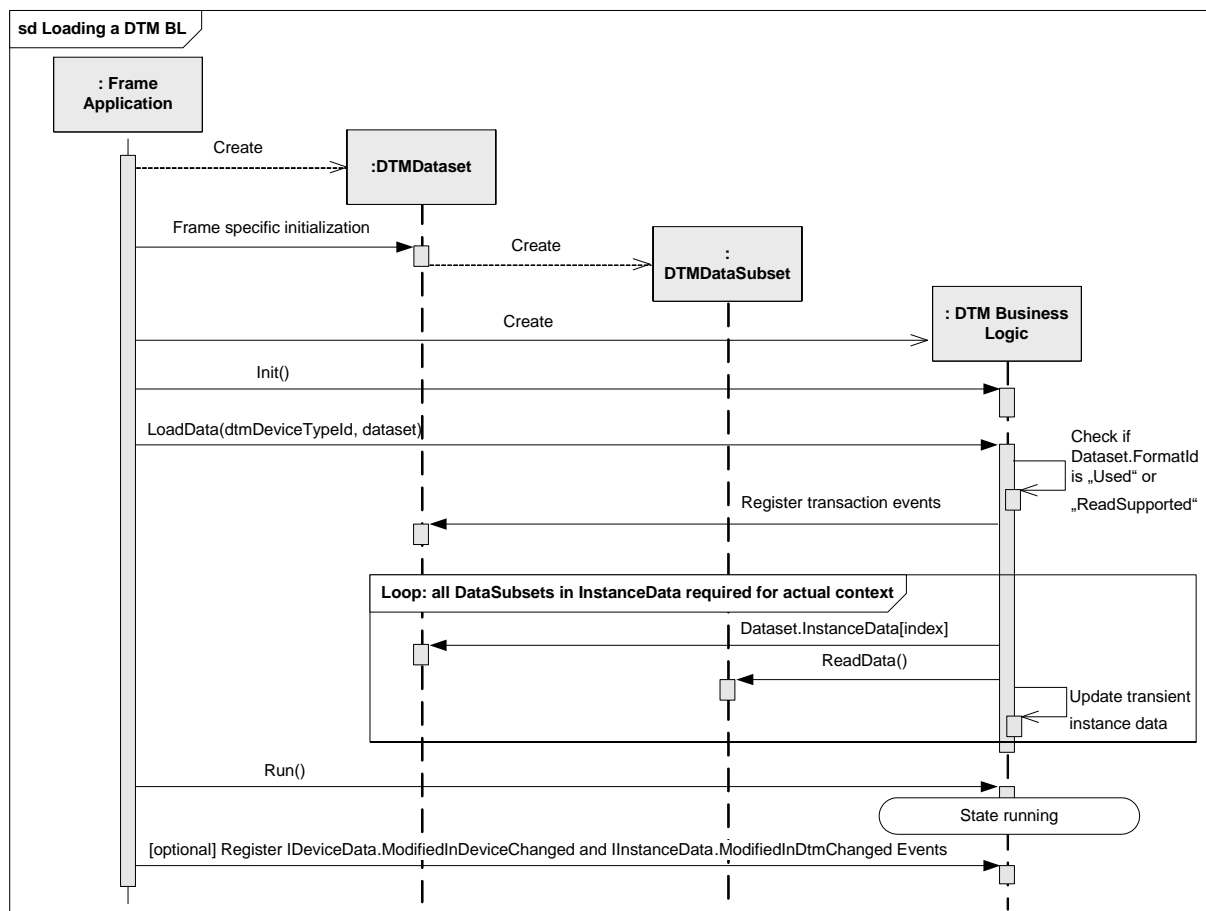 sd Loading a DTM BL
: Frame
Application
Create
:DTMDataset
Frame specific initialization
Create
:
DTMDataSubset
Create
: DTM Business
Logic
Init()
LoadData(dtmDeviceTypeId, dataset)
Check if
Dataset.FormatId
is „Used“ or
„ReadSupported“
Register transaction events
Loop: all DataSubsets in InstanceData required for actual context
Dataset.InstanceData[index]
ReadData()
Update transient
instance data
Run()
State running
[optional] Register IDeviceData.ModifiedInDeviceChanged and IInstanceData.ModifiedInDtmChanged Events